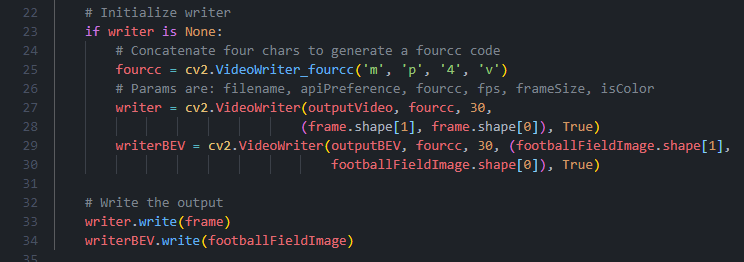 22 # Initialize writer
23 if writer is None:
24 # Concatenate four chars to generate a fourcc code
25 fourcc = cv2.VideoWriter_fourcc('m', 'p', '4', 'v')
26 # Params are: filename, apiPreference, fourcc, fps, frameSize, isColor
27 writer = cv2.VideoWriter(outputVideo, fourcc, 30,
28 (frame.shape[1], frame.shape[0]), True)
29 writerBEV = cv2.VideoWriter(outputBEV, fourcc, 30, (footballFieldImage.shape[1],
30 footballFieldImage.shape[0]), True)
31
32 # Write the output
33 writer.write(frame)
34 writerBEV.write(footballFieldImage)
35